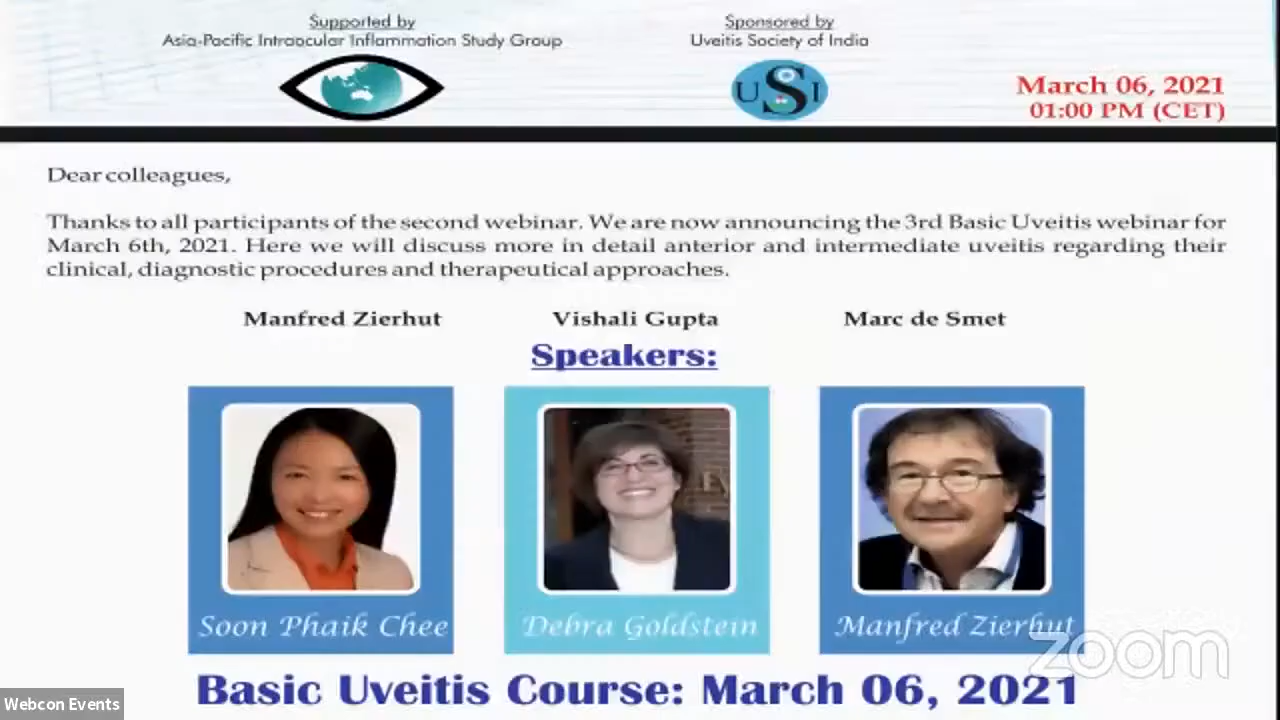 Supported by
Asia-Pacific Intraocular Inflammation Study Group
Sponsored by
Uveitis Society of India
USI
March 06, 2021
01:00 PM (CET)
Dear colleagues,
Thanks to all participants of the second webinar. We are now announcing the 3rd Basic Uveitis webinar for
March 6th, 2021. Here we will discuss more in detail anterior and intermediate uveitis regarding their
clinical, diagnostic procedures and therapeutical approaches.
Manfred Zierhut Vishali Gupta Marc de Smet
Speakers:
Soon Phaik Chee Debra Goldstein Manfred Zierhut
zoom
Basic Uveitis Course: March 06, 2021
Webcon Events